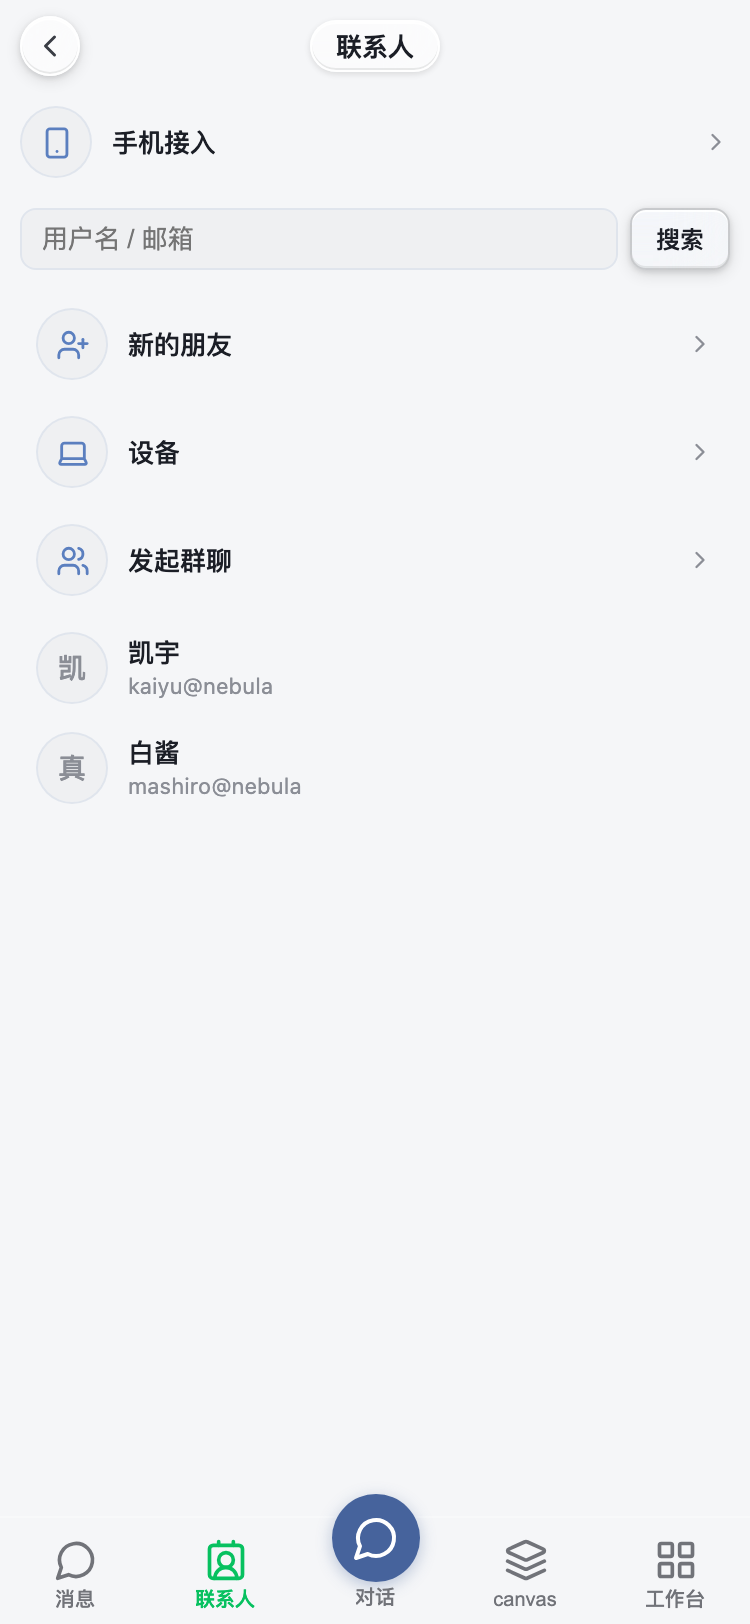 联系人
手机接入
用户名 / 邮箱
搜索
新的朋友
设备
发起群聊
凯
凯宇
kaiyu@nebula
真
白酱
mashiro@nebula
消息
联系人
对话
canvas
工作台